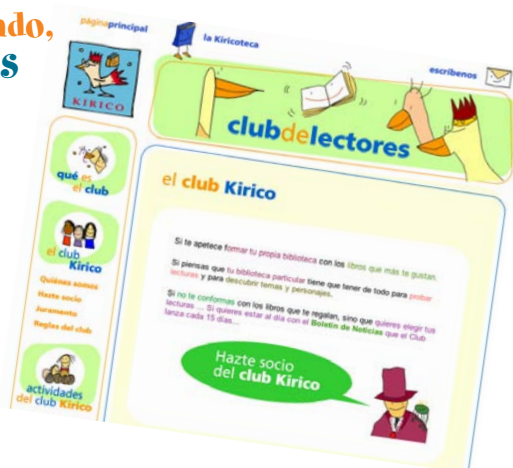 ndo,
s
páginaprincipal
la Kiricoteca
escríbenos
KIRICO
clubdelectores
qué es
el club
el club
Kirico
Quiénes somos
Hazte socio
Juramento
Reglas del club
actividades
del club Kirico
el club Kirico
Si te apetece formar tu propia biblioteca con los libros que más te gustan.
Si piensas que tu biblioteca particular tiene que tener de todo para probar
lecturas y para descubrir temas y personajes.
Si no te conformas con los libros que te regalan, sino que quieres elegir tus
lecturas ... Si quieres estar al día con el Boletín de Noticias que el Club
lanza cada 15 días...
Hazte socio
del club Kirico